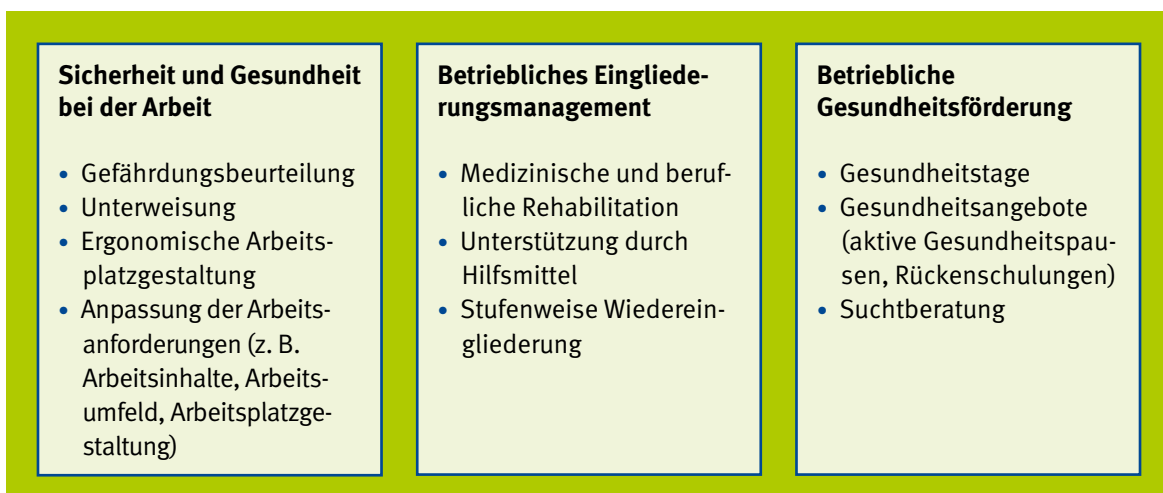 Sicherheit und Gesundheit
bei der Arbeit
• Gefährdungsbeurteilung
• Unterweisung
• Ergonomische Arbeits-
platzgestaltung
• Anpassung der Arbeits-
anforderungen (z. B.
Arbeitsinhalte, Arbeits-
umfeld, Arbeitsplatzge-
staltung)
Betriebliches Eingliede-
rungsmanagement
• Medizinische und beruf-
liche Rehabilitation
• Unterstützung durch
Hilfsmittel
• Stufenweise Wiederein-
gliederung
Betriebliche
Gesundheitsförderung
• Gesundheitstage
• Gesundheitsangebote
(aktive Gesundheitspau-
sen, Rückenschulungen)
• Suchtberatung